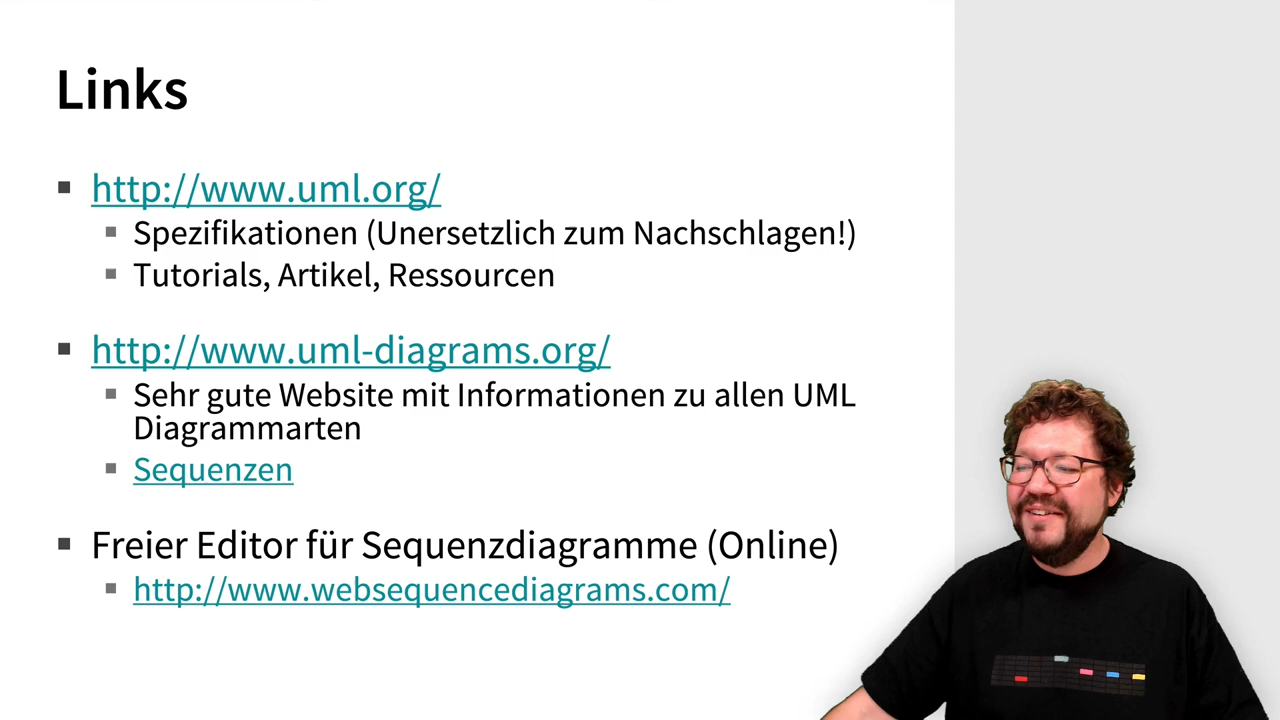 Links
http://www.uml.org/
Spezifikationen (Unersetzlich zum Nachschlagen!)
Tutorials, Artikel, Ressourcen
http://www.uml-diagrams.org/
Sehr gute Website mit Informationen zu allen UML
Diagrammarten
Sequenzen
Freier Editor für Sequenzdiagramme (Online)
http://www.websequencediagrams.com/